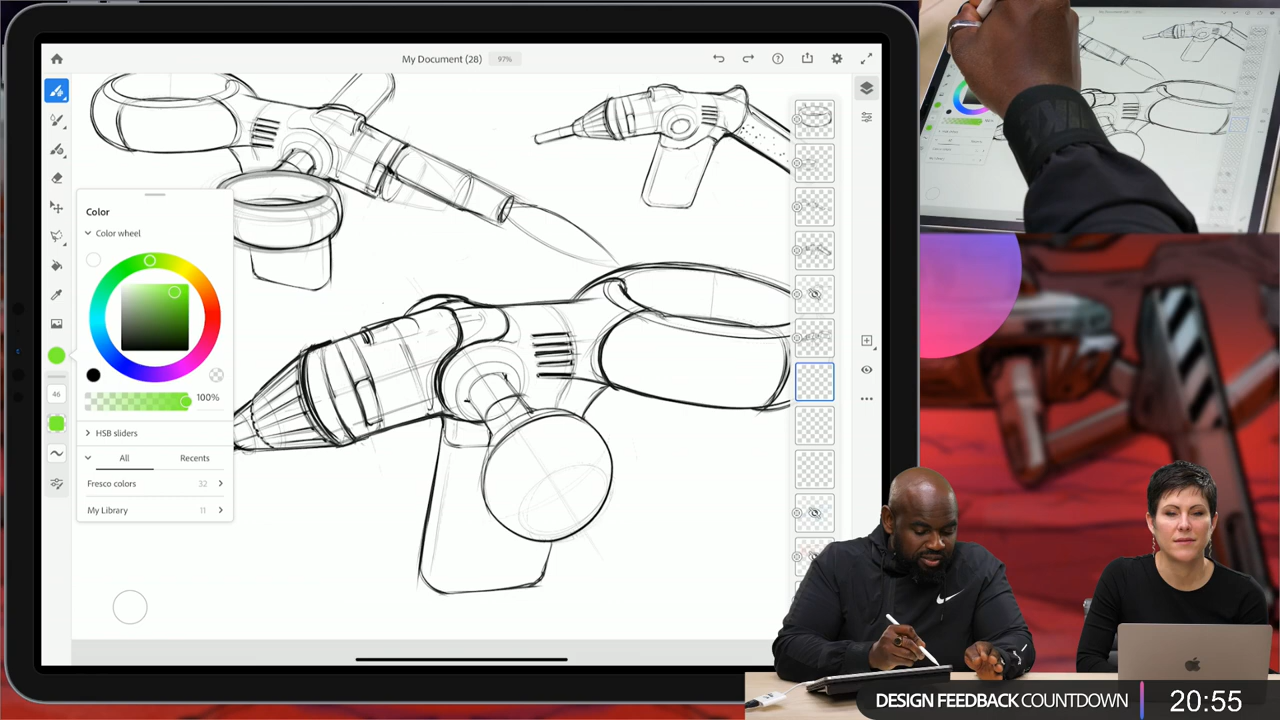 My Document (28) 97%
Color
Color wheel
100%
HSB sliders
All Recents
Fresco colors 32
My Library 11
46
DESIGN FEEDBACK COUNTDOWN 20:55